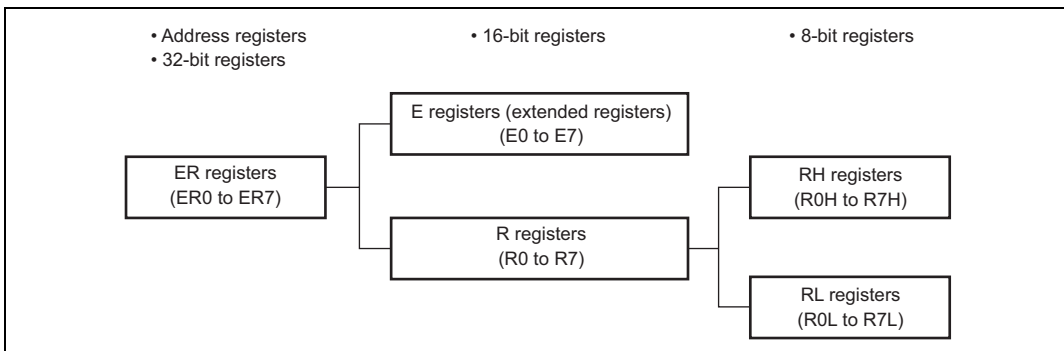 • Address registers
• 32-bit registers
• 16-bit registers
• 8-bit registers
E registers (extended registers)
(E0 to E7)
ER registers
(ER0 to ER7)
RH registers
(R0H to R7H)
R registers
(R0 to R7)
RL registers
(R0L to R7L)